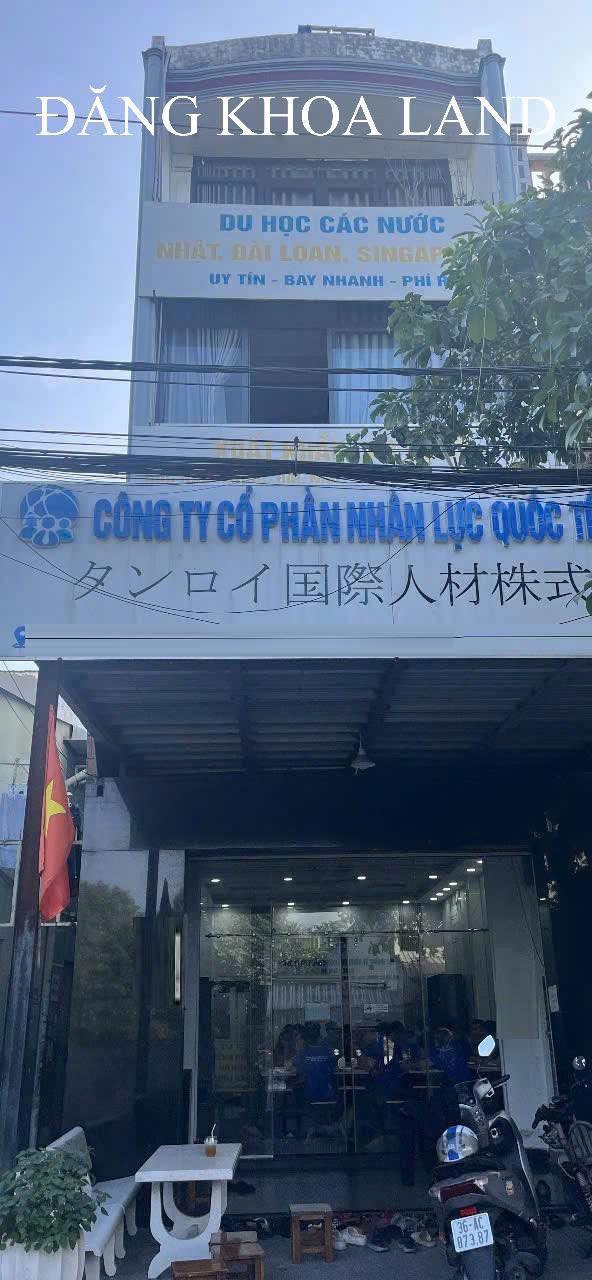 ĐĂNG KHOA LAND
DU HỌC CÁC NƯỚC
NHẬT, ĐÀI LOAN, SINGAP
UY TÍN - BAY NHANH - PHÍ
CÔNG TY CỔ PHẦN NHÂN LỰC QUỐC TẾ
タンロイ国際人材株式
36-AC
873.87